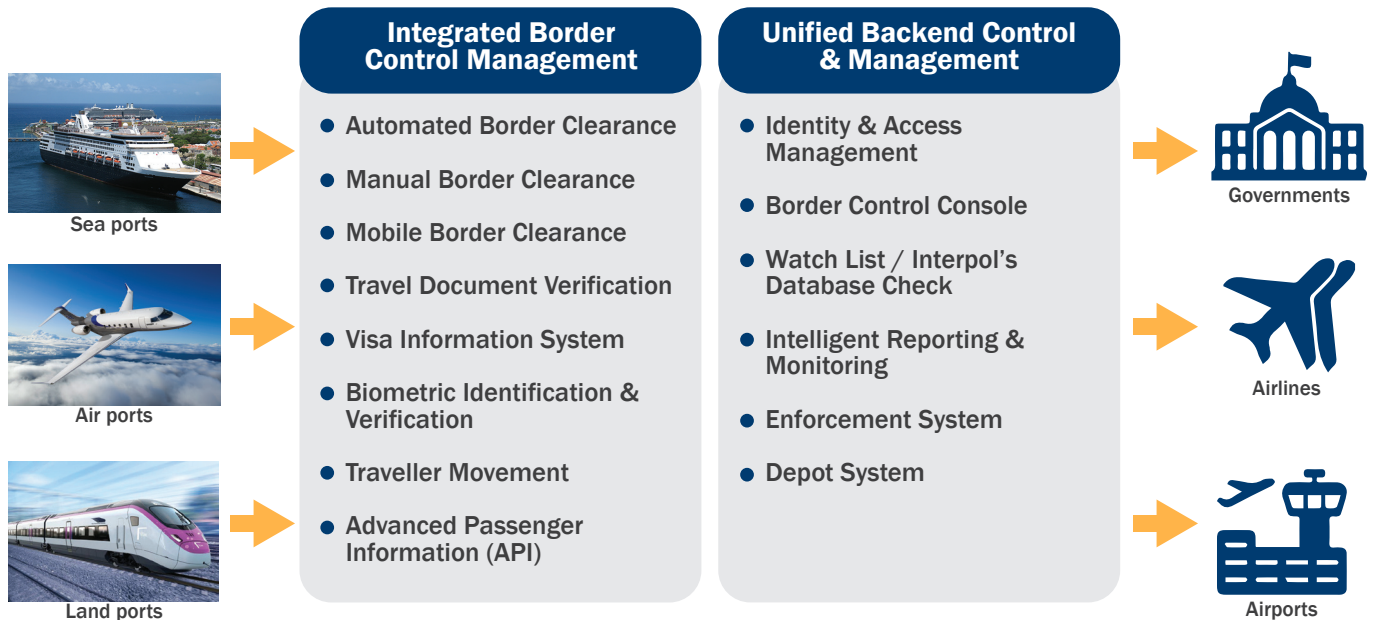 Sea ports
Air ports
Land ports
Integrated Border
Control Management
Automated Border Clearance
Manual Border Clearance
Mobile Border Clearance
Travel Document Verification
Visa Information System
Biometric Identification &
Verification
Traveller Movement
Advanced Passenger
Information (API)
Unified Backend Control
& Management
Identity & Access
Management
Border Control Console
Watch List / Interpol's
Database Check
Intelligent Reporting &
Monitoring
Enforcement System
Depot System
Governments
Airlines
Airports